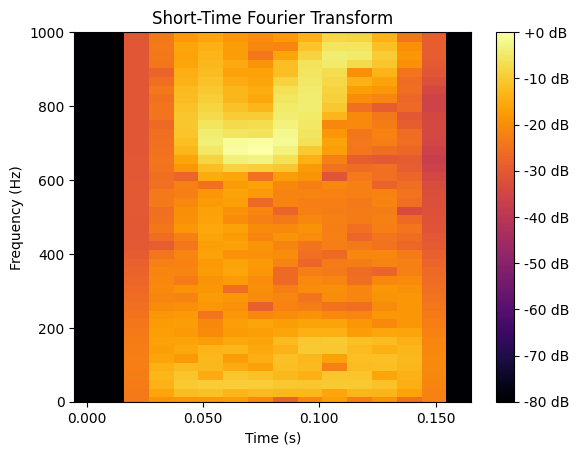 Short-Time Fourier Transform
1000
800
600
400
200
0
Frequency (Hz)
0.000
0.050
0.100
0.150
Time (s)
+0 dB
-10 dB
-20 dB
-30 dB
-40 dB
-50 dB
-60 dB
-70 dB
-80 dB